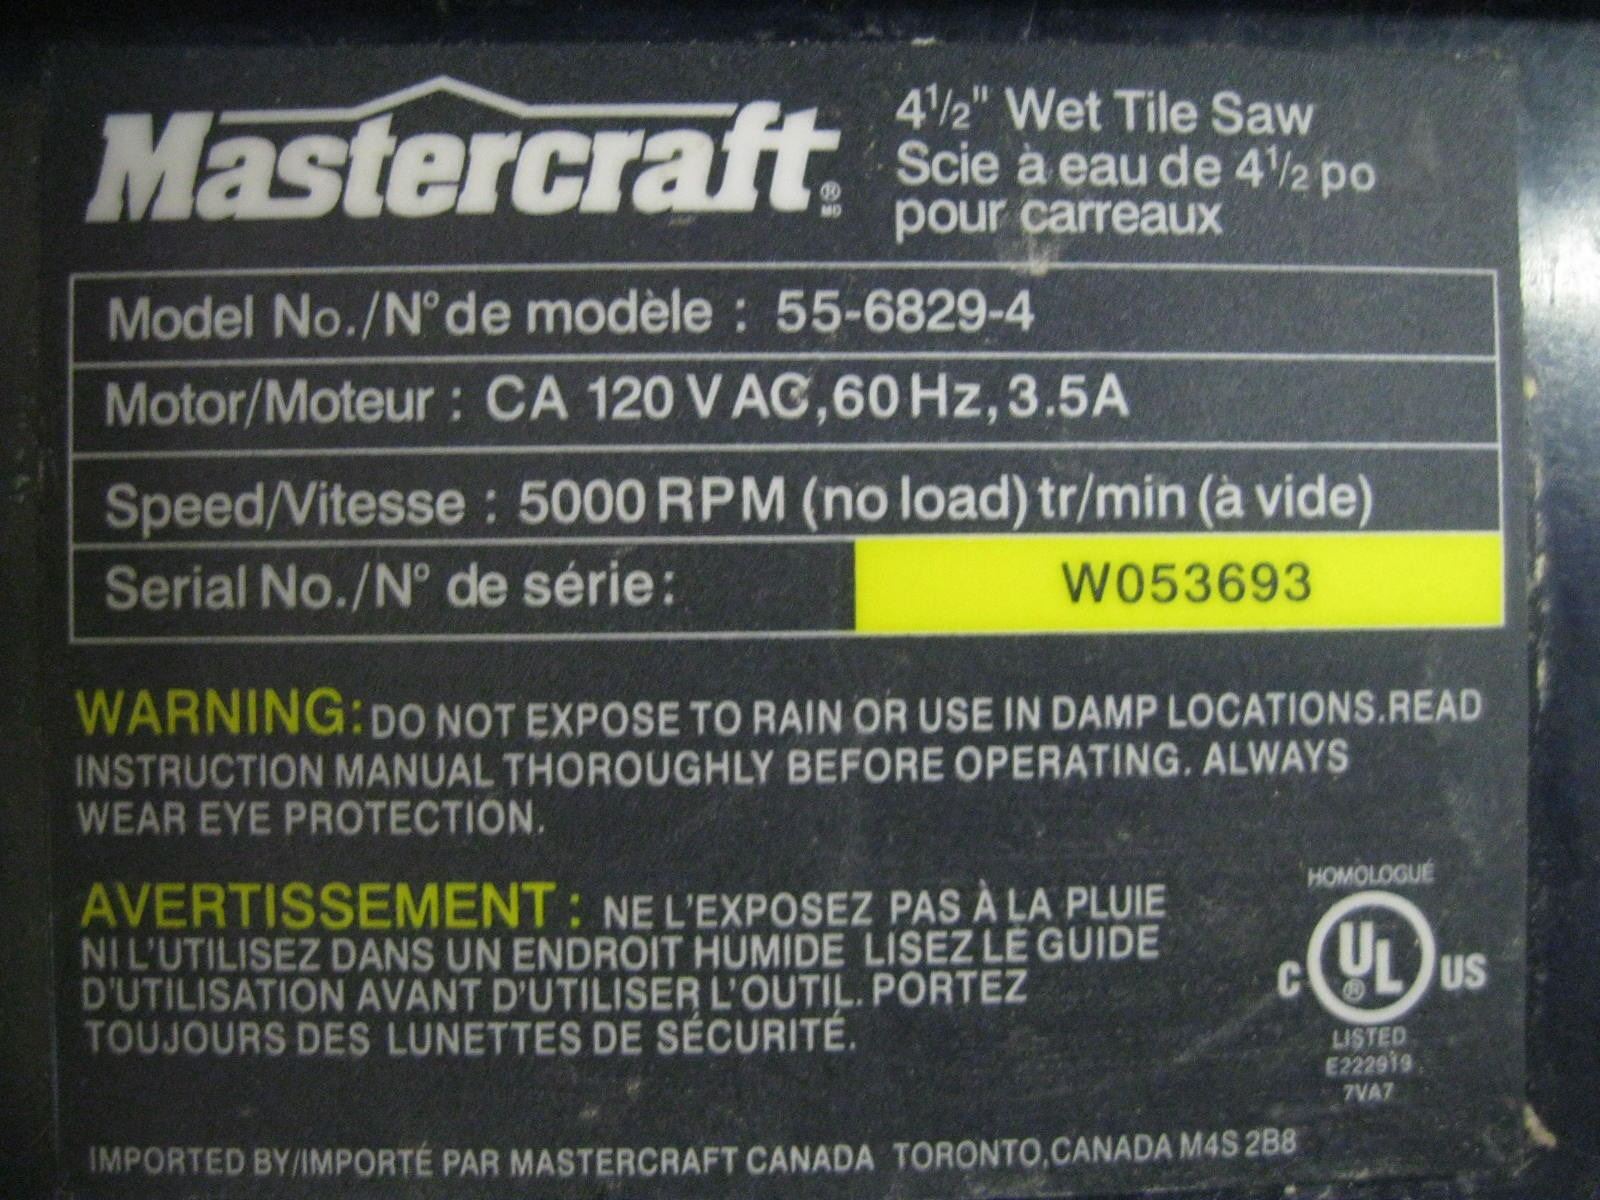 Mastercraft ® MD
4 1/2" Wet Tile Saw
Scie à eau de 4 1/2 po
pour carreaux
Model No./N° de modèle : 55-6829-4
Motor/Moteur : CA 120 V AC, 60 Hz, 3.5A
Speed/Vitesse : 5000 RPM (no load) tr/min (à vide)
Serial No./N° de série: W053693
WARNING: DO NOT EXPOSE TO RAIN OR USE IN DAMP LOCATIONS.READ
INSTRUCTION MANUAL THOROUGHLY BEFORE OPERATING. ALWAYS
WEAR EYE PROTECTION.
AVERTISSEMENT : NE L'EXPOSEZ PAS À LA PLUIE
NI L'UTILISEZ DANS UN ENDROIT HUMIDE LISEZ LE GUIDE
D'UTILISATION AVANT D'UTILISER L'OUTIL. PORTEZ
TOUJOURS DES LUNETTES DE SÉCURITÉ.
HOMOLOGUÉ
C UL ® US
LISTED
E222919
7VA7
IMPORTED BY/IMPORTÉ PAR MASTERCRAFT CANADA TORONTO, CANADA M4S 2B8